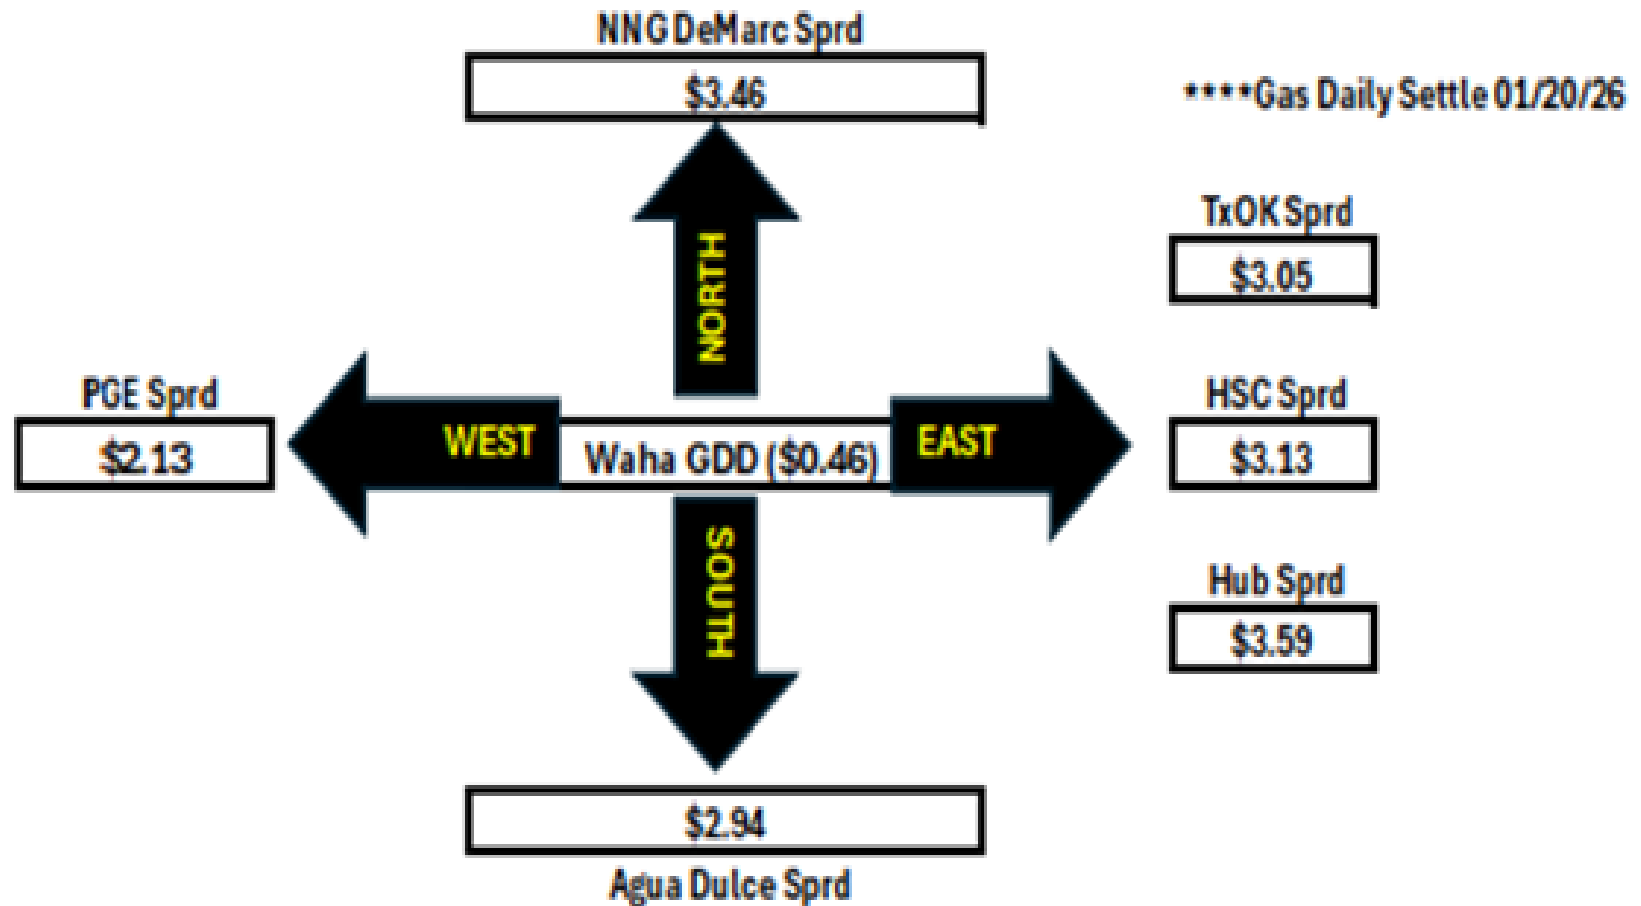 NNG DeMarc Sprd
$3.46
****Gas Daily Settle 01/20/26
TxOK Sprd
$3.05
NORTH
PGE Sprd
$2.13
WEST
Waha GDD ($0.46)
EAST
HSC Sprd
$3.13
SOUTH
Hub Sprd
$3.59
$2.94
Agua Dulce Sprd